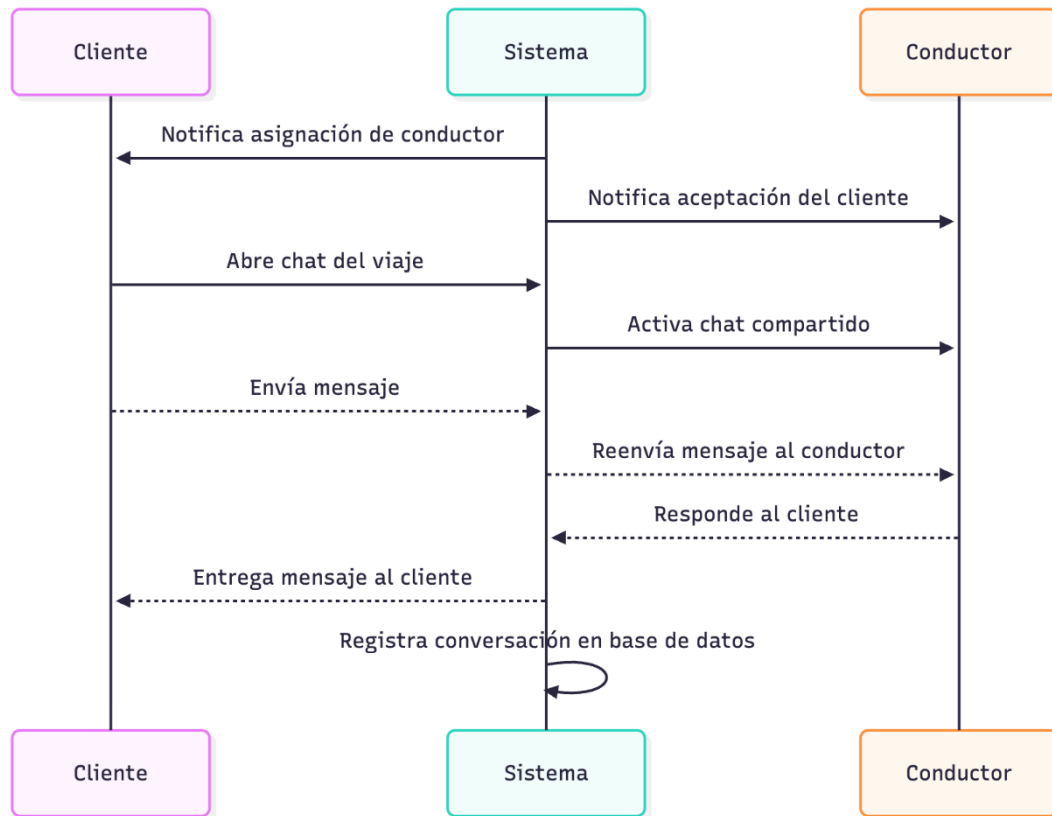 Cliente
Sistema
Conductor
Notifica asignación de conductor
Notifica aceptación del cliente
Abre chat del viaje
Activa chat compartido
Envía mensaje
Reenvía mensaje al conductor
Responde al cliente
Entrega mensaje al cliente
Registra conversación en base de datos
Cliente
Sistema
Conductor